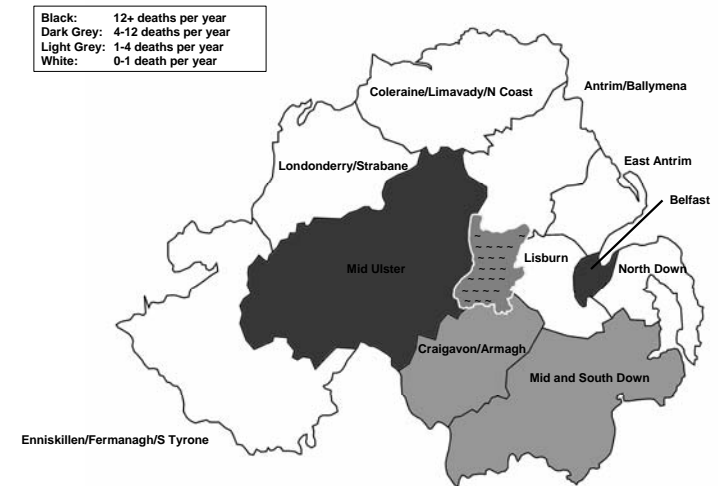 Black: 12+ deaths per year
Dark Grey: 4-12 deaths per year
Light Grey: 1-4 deaths per year
White: 0-1 death per year
Coleraine/Limavady/N Coast
Antrim/Ballymena
Londonderry/Strabane
East Antrim
Belfast
Mid Ulster
Lisburn
North Down
Craigavon/Armagh
Mid and South Down
Enniskillen/Fermanagh/S Tyrone